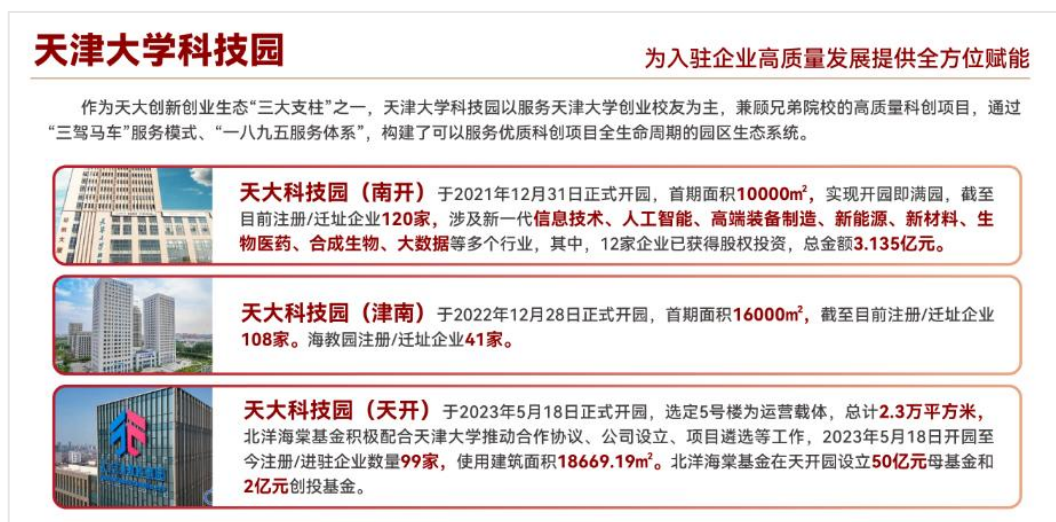 天津大学科技园
为入驻企业高质量发展提供全方位赋能
作为天大创新创业生态“三大支柱”之一，天津大学科技园以服务天津大学创业校友为主，兼顾兄弟院校的高质量科创项目，通过
“三驾马车”服务模式、“一八九五服务体系”，构建了可以服务优质科创项目全生命周期的园区生态系统。
天大科技园（南开）于2021年12月31日正式开园，首期面积10000㎡，实现开园即满园，截至
目前注册/迁址企业120家，涉及新一代信息技术、人工智能、高端装备制造、新能源、新材料、生
物医药、合成生物、大数据等多个行业，其中，12家企业已获得股权投资，总金额3.135亿元。
天大科技园（津南）于2022年12月28日正式开园，首期面积16000㎡，截至目前注册/迁址企业
108家。海教园注册/迁址企业41家。
天大科技园（天开）于2023年5月18日正式开园，选定5号楼为运营载体，总计2.3万平方米，
北洋海棠基金积极配合天津大学推动合作协议、公司设立、项目遴选等工作，2023年5月18日开园至
今注册/进驻企业数量99家，使用建筑面积18669.19㎡。北洋海棠基金在天开园设立50亿元母基金和
2亿元创投基金。